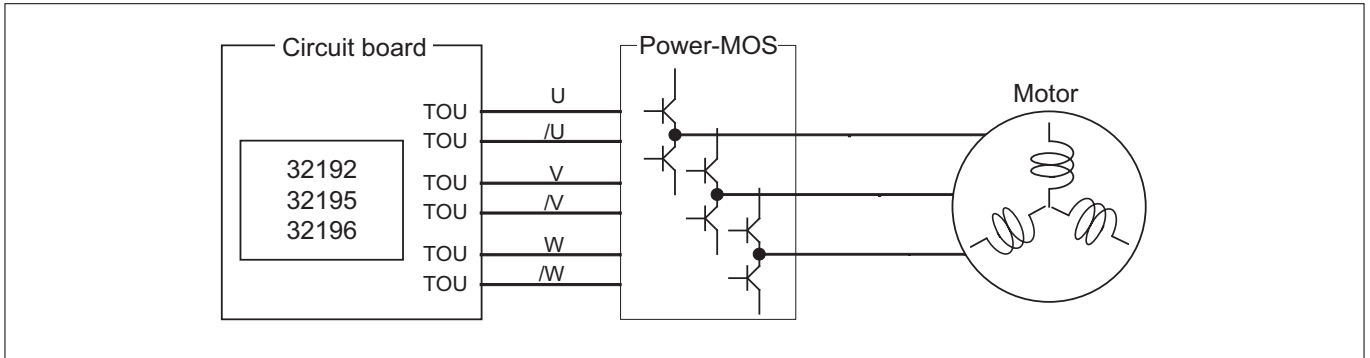 Circuit board
Power-MOS
Motor
TOU U
TOU /U
TOU V
TOU /V
TOU W
TOU /W
32192
32195
32196